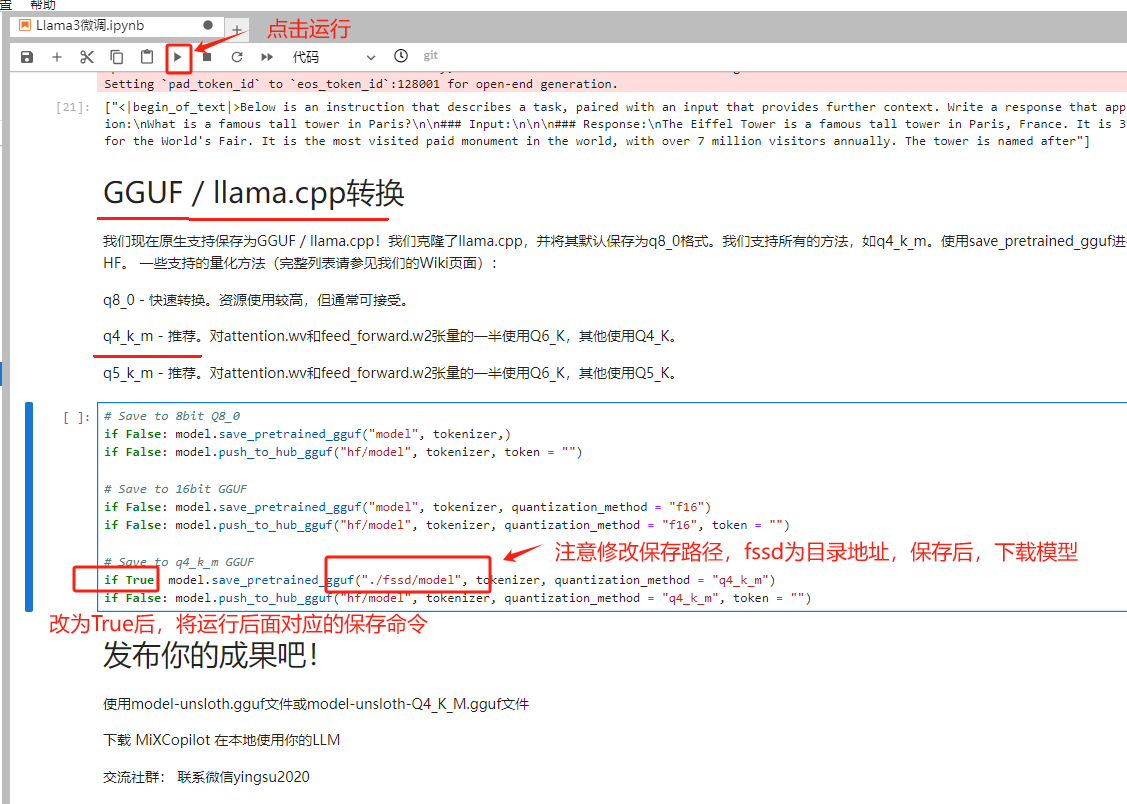 置 帮助
Llama3微调.ipynb
点击运行
代码
git
Setting `pad_token_id` to `eos_token_id`:128001 for open-end generation.
[21]: ["<|begin_of_text|>Below is an instruction that describes a task, paired with an input that provides further context. Write a response that app
ion:\nWhat is a famous tall tower in Paris?\n\n### Input:\n\n\n### Response:\nThe Eiffel Tower is a famous tall tower in Paris, France. It is 3
for the World's Fair. It is the most visited paid monument in the world, with over 7 million visitors annually. The tower is named after"]
GGUF / llama.cpp转换
我们现在原生支持保存为GGUF / llama.cpp！我们克隆了llama.cpp，并将其默认保存为q8_0格式。我们支持所有的方法，如q4_k_m。使用save_pretrained_gguf进
HF。 一些支持的量化方法（完整列表请参见我们的Wiki页面）：
q8_0 - 快速转换。资源使用较高，但通常可接受。
q4_k_m - 推荐。对attention.wv和feed_forward.w2张量的一半使用Q6_K，其他使用Q4_K。
q5_k_m - 推荐。对attention.wv和feed_forward.w2张量的一半使用Q6_K，其他使用Q5_K。
[ ]: # Save to 8bit Q8_0
if False: model.save_pretrained_gguf("model", tokenizer,)
if False: model.push_to_hub_gguf("hf/model", tokenizer, token = "")
# Save to 16bit GGUF
if False: model.save_pretrained_gguf("model", tokenizer, quantization_method = "f16")
if False: model.push_to_hub_gguf("hf/model", tokenizer, quantization_method = "f16", token = "")
注意修改保存路径，fssd为目录地址，保存后，下载模型
# Save to q4_k_m GGUF
if True: model.save_pretrained_gguf("./fssd/model", tokenizer, quantization_method = "q4_k_m")
if False: model.push_to_hub_gguf("hf/model", tokenizer, quantization_method = "q4_k_m", token = "")
改为True后，将运行后面对应的保存命令
发布你的成果吧！
使用model-unsloth.gguf文件或model-unsloth-Q4_K_M.gguf文件
下载 MiXCopilot 在本地使用你的LLM
交流社群： 联系微信yingsu2020